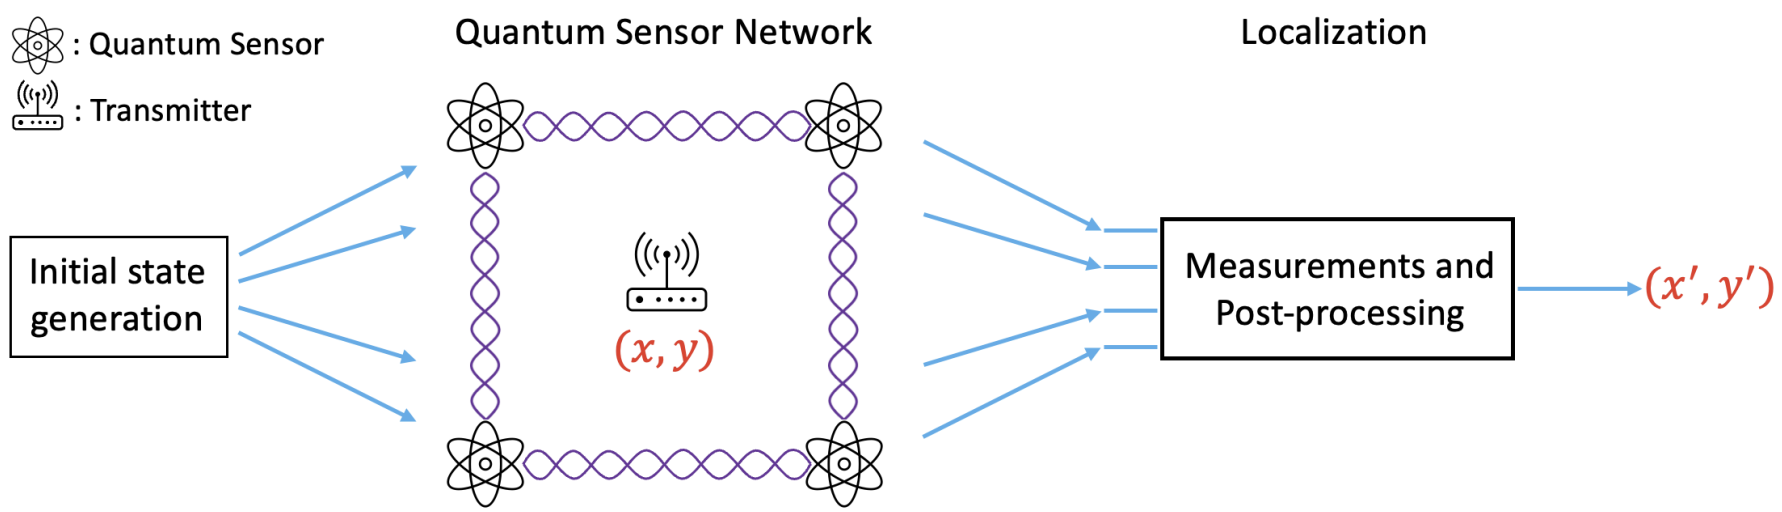 : Quantum Sensor
: Transmitter
Quantum Sensor Network
Localization
Initial state
generation
(x, y)
Measurements and
Post-processing
(x′, y′)